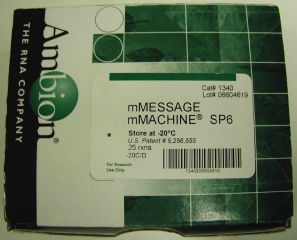 Ambion®
THE RNA COMPANY
Cat# 1340
Lot# 06604619
mMESSAGE
mMACHINE® SP6
Store at -20°C
U.S. Patent # 5,256,555
25 rxns
-20C/D
For Research
Use Only